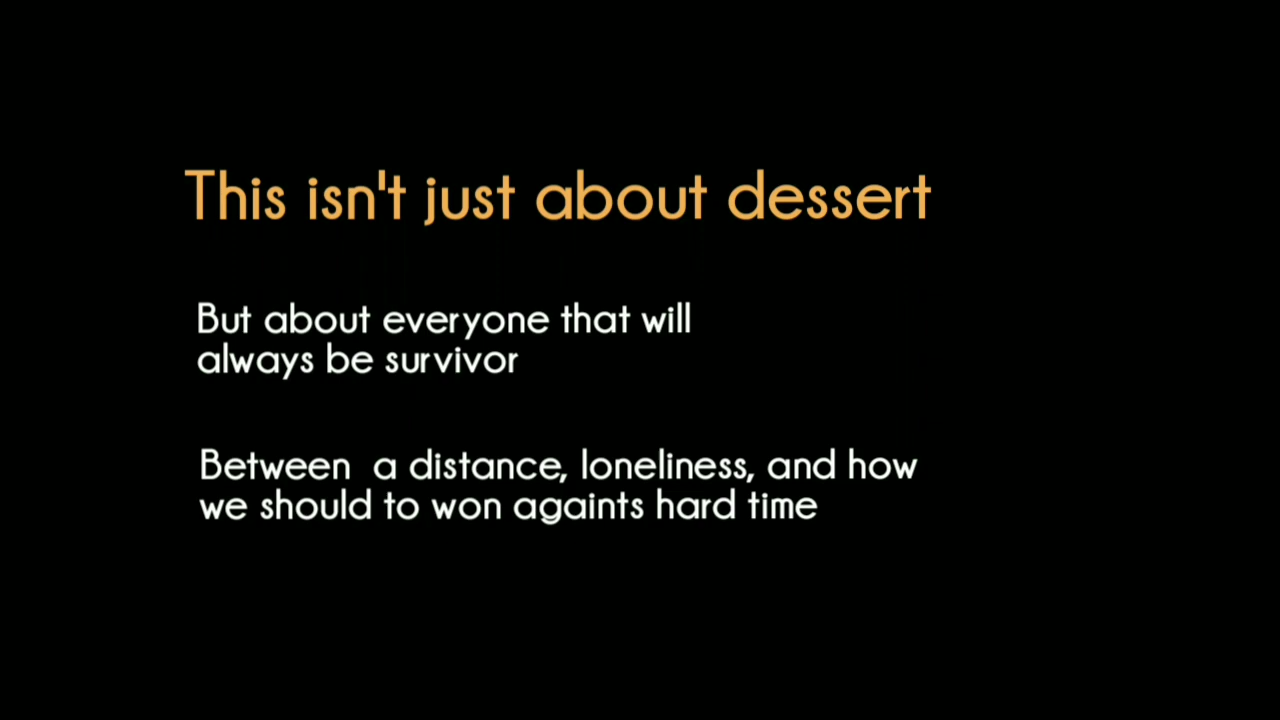 This isn't just about dessert
But about everyone that will
always be survivor
Between  a distance, loneliness, and how
we should to won againts hard time